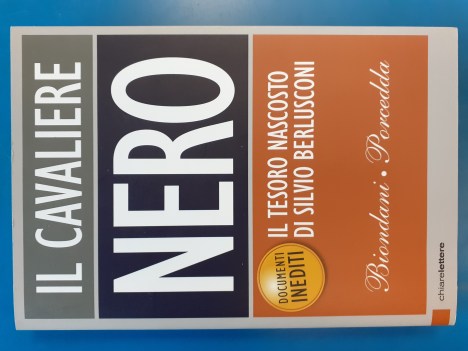 IL CAVALIERE
NERO
IL TESORO NASCOSTO
DI SILVIO BERLUSCONI
DOCUMENTI
INEDITI
Biondani • Porcedda
chiarelettere